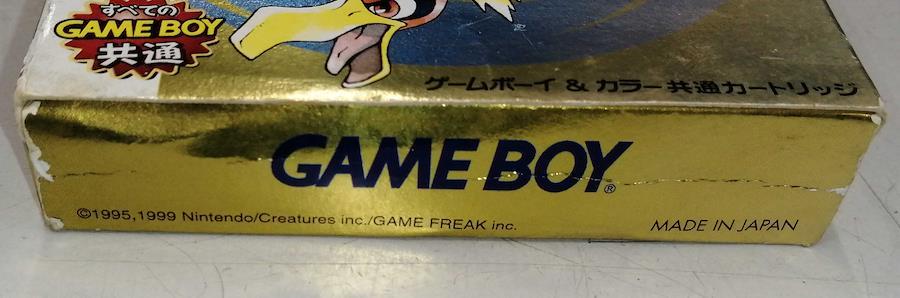 すべての
GAME BOY
共通
ゲームボーイ & カラー共通カートリッジ
GAME BOY®
©1995,1999 Nintendo/Creatures inc./GAME FREAK inc.
MADE IN JAPAN